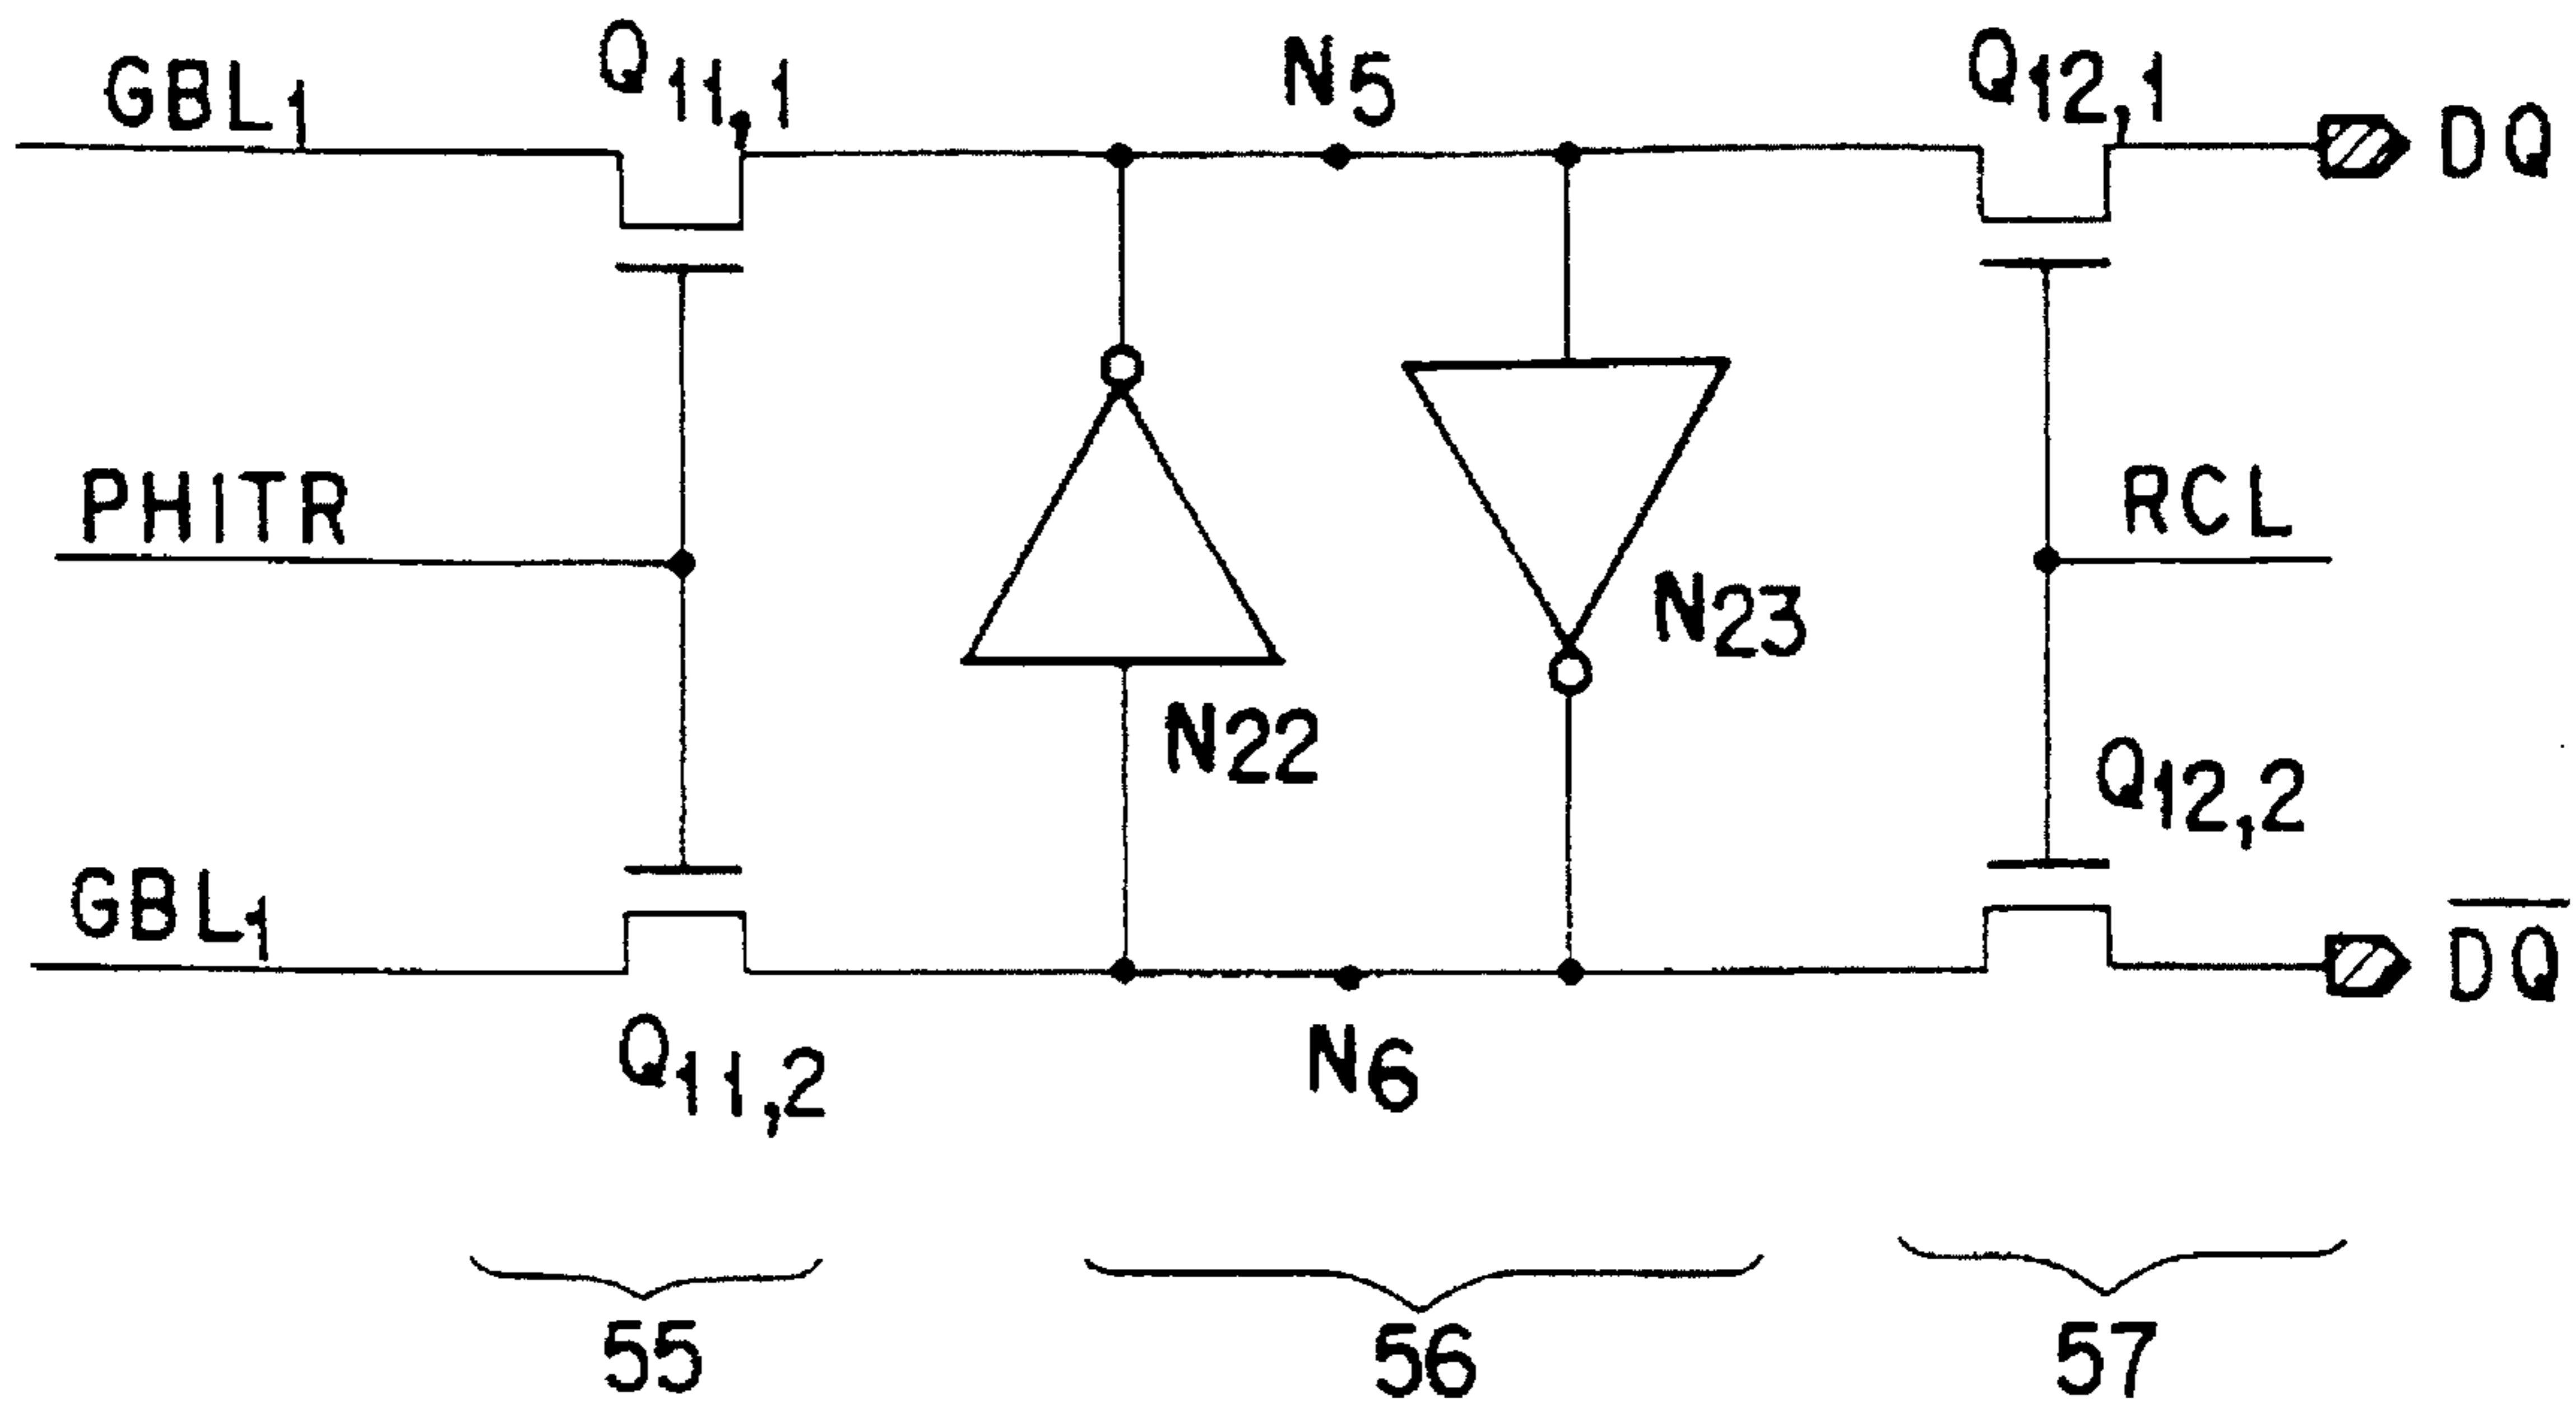 GBL1
Q11,1
N5
Q12,1
DQ
PHITR
RCL
N23
N22
Q12,2
GBL1
D̅Q̅
Q11,2
N6
55
56
57